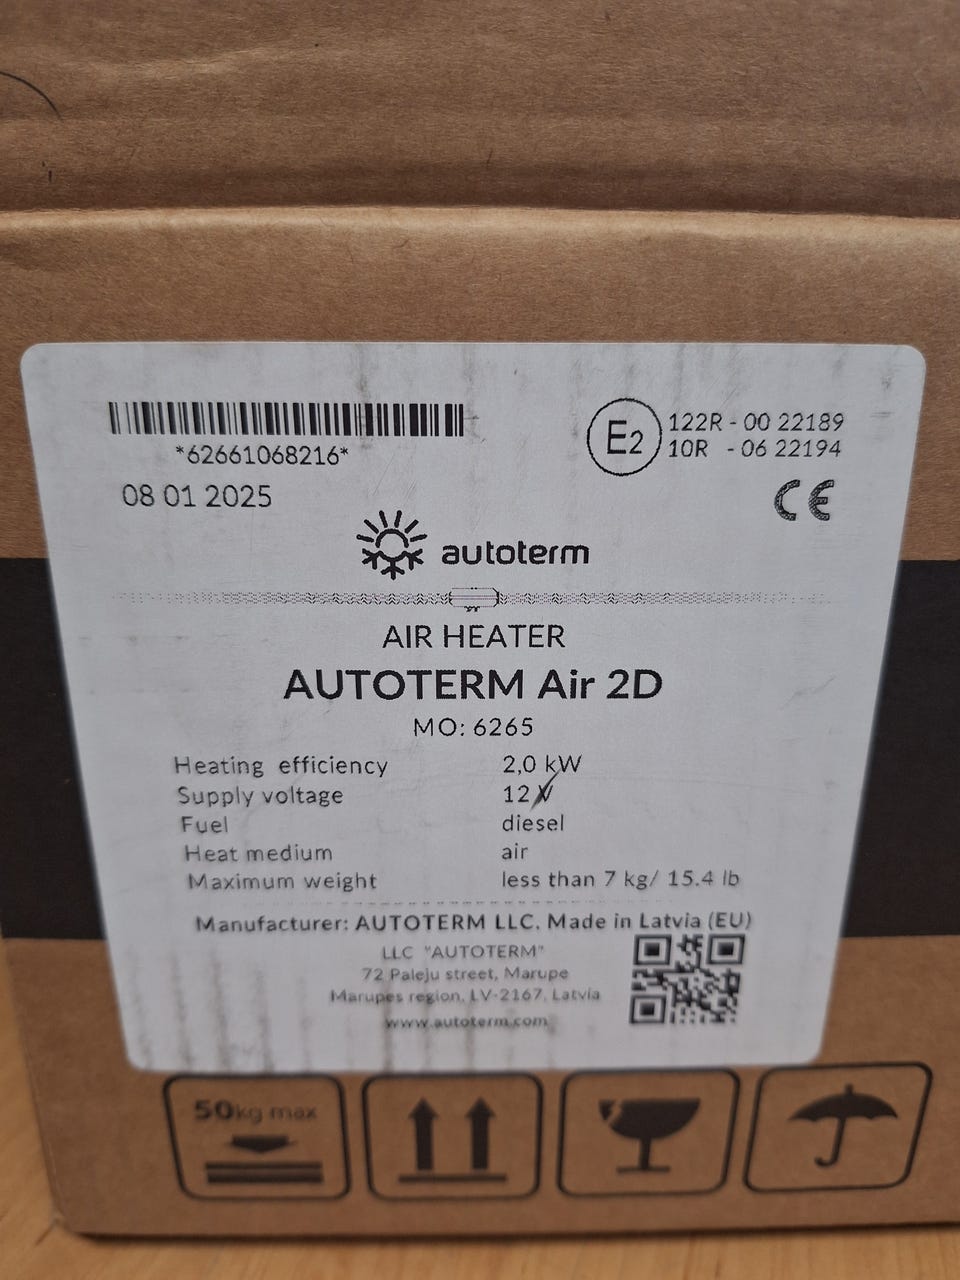 *62661068216*
08 01 2025
E2
122R - 00 22189
10R - 06 22194
CE
autoterm
AIR HEATER
AUTOTERM Air 2D
MO: 6265
Heating efficiency 2,0 kW
Supply voltage 12 V
Fuel diesel
Heat medium air
Maximum weight less than 7 kg/ 15.4 lb
Manufacturer: AUTOTERM LLC. Made in Latvia (EU)
LLC "AUTOTERM"
72 Paleju street, Marupe
Marupes region, LV-2167, Latvia
www.autoterm.com
50kg max